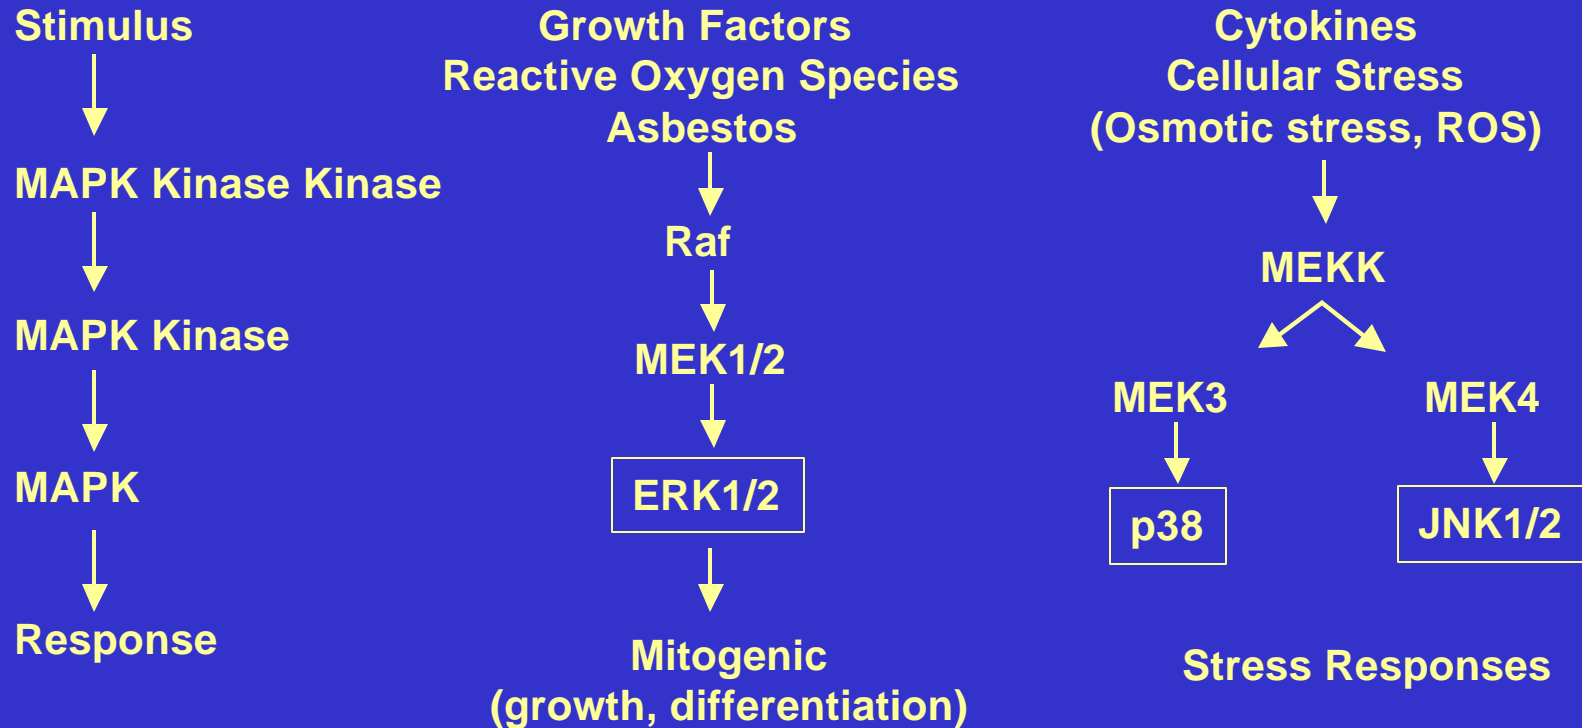 Stimulus
MAPK Kinase Kinase
MAPK Kinase
MAPK
Response
Growth Factors
Reactive Oxygen Species
Asbestos
Raf
MEK1/2
ERK1/2
Mitogenic
(growth, differentiation)
Cytokines
Cellular Stress
(Osmotic stress, ROS)
MEKK
MEK3
MEK4
p38
JNK1/2
Stress Responses